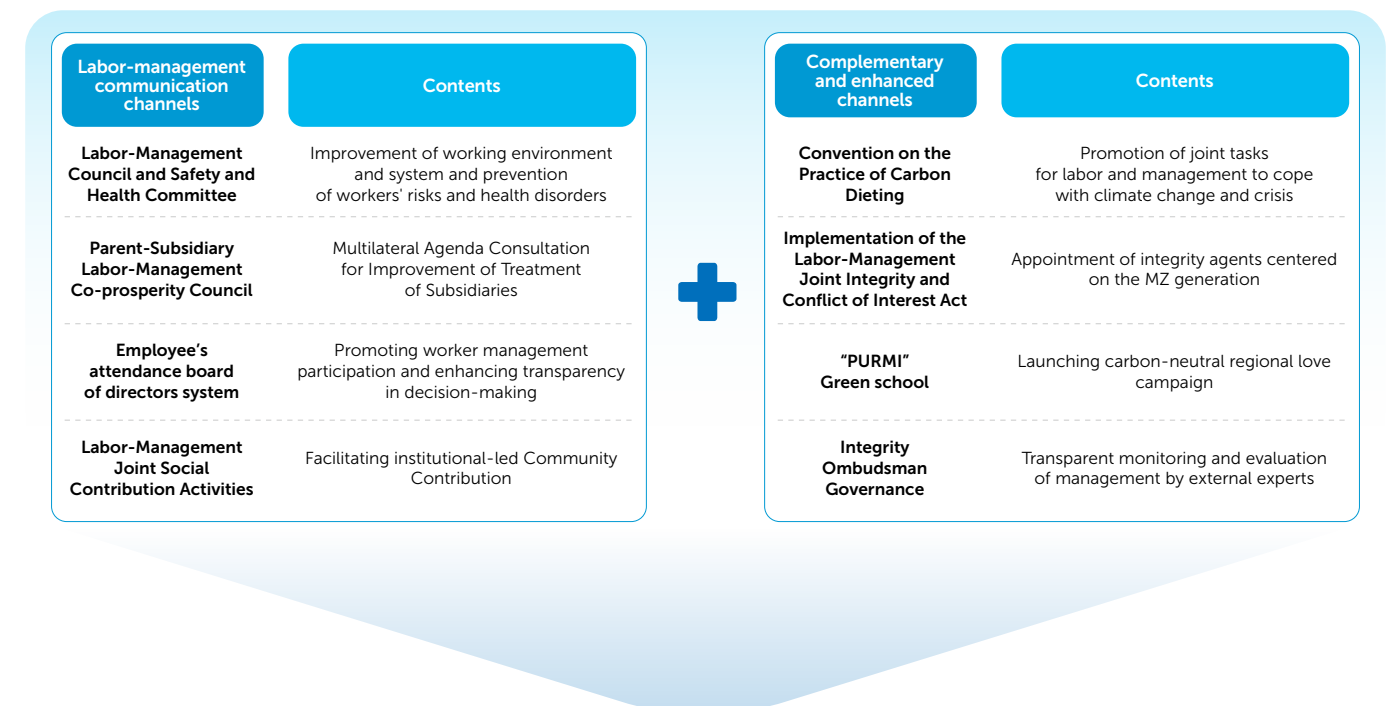 Labor-management
communication
channels
Contents
Labor-Management
Council and Safety and
Health Committee
Improvement of working environment
and system and prevention
of workers' risks and health disorders
Parent-Subsidiary
Labor-Management
Co-prosperity Council
Multilateral Agenda Consultation
for Improvement of Treatment
of Subsidiaries
Employee’s
attendance board
of directors system
Promoting worker management
participation and enhancing transparency
in decision-making
Labor-Management
Joint Social
Contribution Activities
Facilitating institutional-led Community
Contribution
Complementary
and enhanced
channels
Contents
Convention on the
Practice of Carbon
Dieting
Promotion of joint tasks
for labor and management to cope
with climate change and crisis
Implementation of the
Labor-Management
Joint Integrity and
Conflict of Interest Act
Appointment of integrity agents centered
on the MZ generation
“PURMI”
Green school
Launching carbon-neutral regional love
campaign
Integrity
Ombudsman
Governance
Transparent monitoring and evaluation
of management by external experts